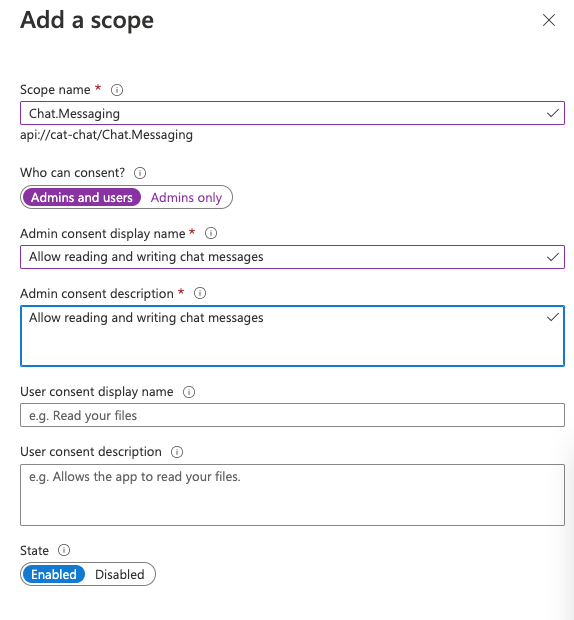 Add a scope
Scope name *
Chat.Messaging
api://cat-chat/Chat.Messaging
Who can consent?
Admins and users Admins only
Admin consent display name *
Allow reading and writing chat messages
Admin consent description *
Allow reading and writing chat messages
User consent display name
e.g. Read your files
User consent description
e.g. Allows the app to read your files.
State
Enabled Disabled